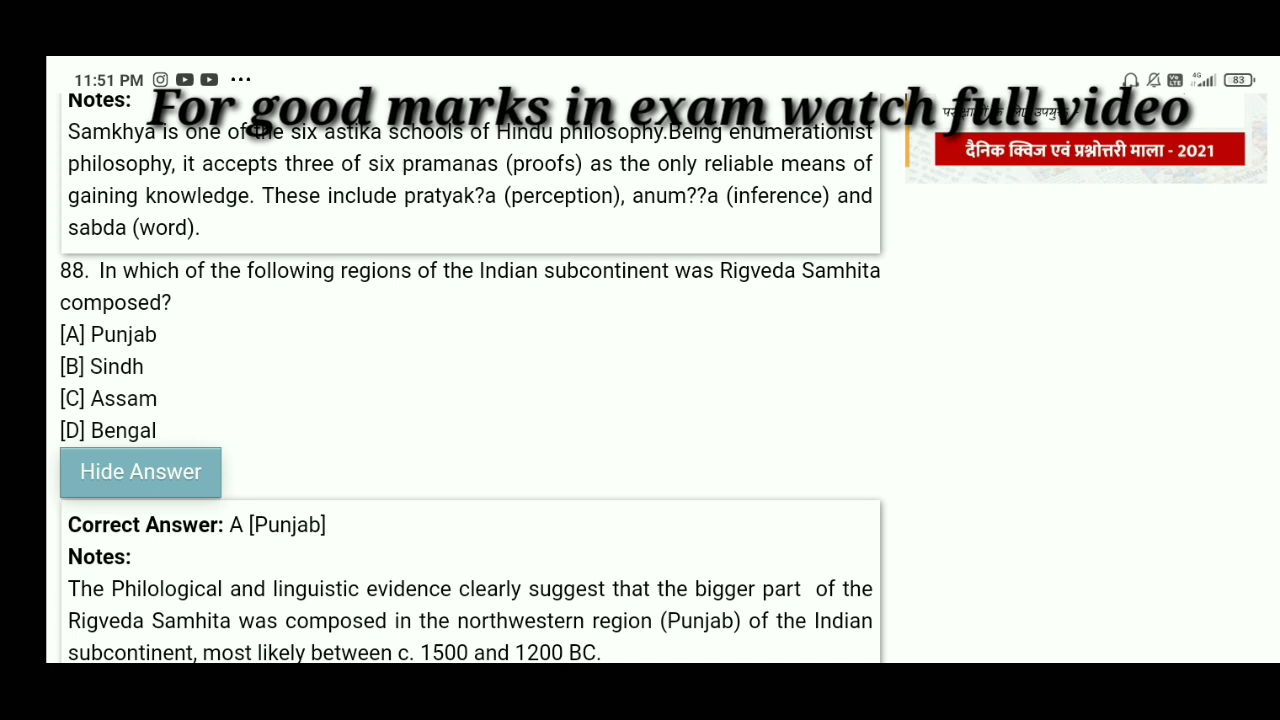 11:51 PM
4G
83
For good marks in exam watch full video
Notes:
Samkhya is one of the six astika schools of Hindu philosophy.Being enumerationist
philosophy, it accepts three of six pramanas (proofs) as the only reliable means of
gaining knowledge. These include pratyak?a (perception), anum??a (inference) and
sabda (word).
दैनिक क्विज एवं प्रश्नोत्तरी माला - 2021
88. In which of the following regions of the Indian subcontinent was Rigveda Samhita
composed?
[A] Punjab
[B] Sindh
[C] Assam
[D] Bengal
Hide Answer
Correct Answer: A [Punjab]
Notes:
The Philological and linguistic evidence clearly suggest that the bigger part of the
Rigveda Samhita was composed in the northwestern region (Punjab) of the Indian
subcontinent, most likely between c. 1500 and 1200 BC.